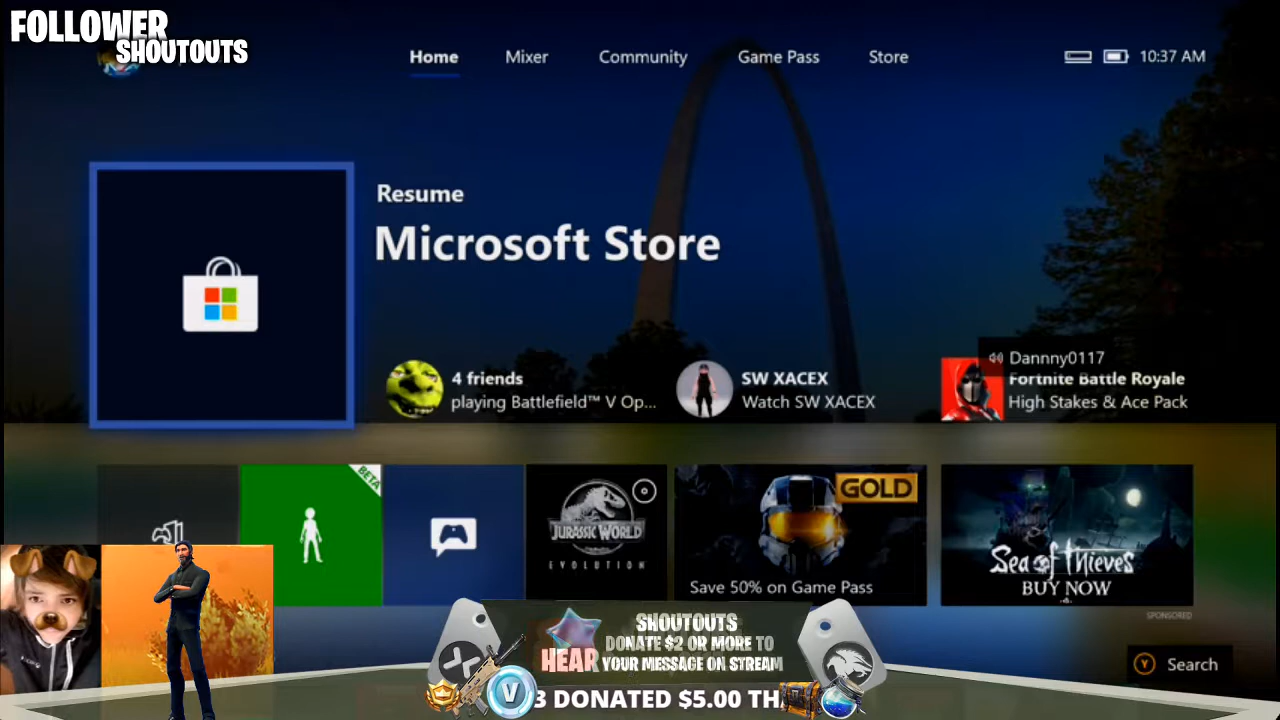 FOLLOWER
SHOUTOUTS
Home
Mixer
Community
Game Pass
Store
10:37 AM
Resume
Microsoft Store
4 friends
playing Battlefield™ V Op...
SW XACEX
Watch SW XACEX
Dannny0117
Fortnite Battle Royale
High Stakes & Ace Pack
BETA
JURASSIC WORLD
EVOLUTION
GOLD
Save 50% on Game Pass
Sea of Thieves
BUY NOW
SPONSORED
Y
Search
SHOUTOUTS
DONATE $2 OR MORE TO
HEAR YOUR MESSAGE ON STREAM
V
3 DONATED $5.00